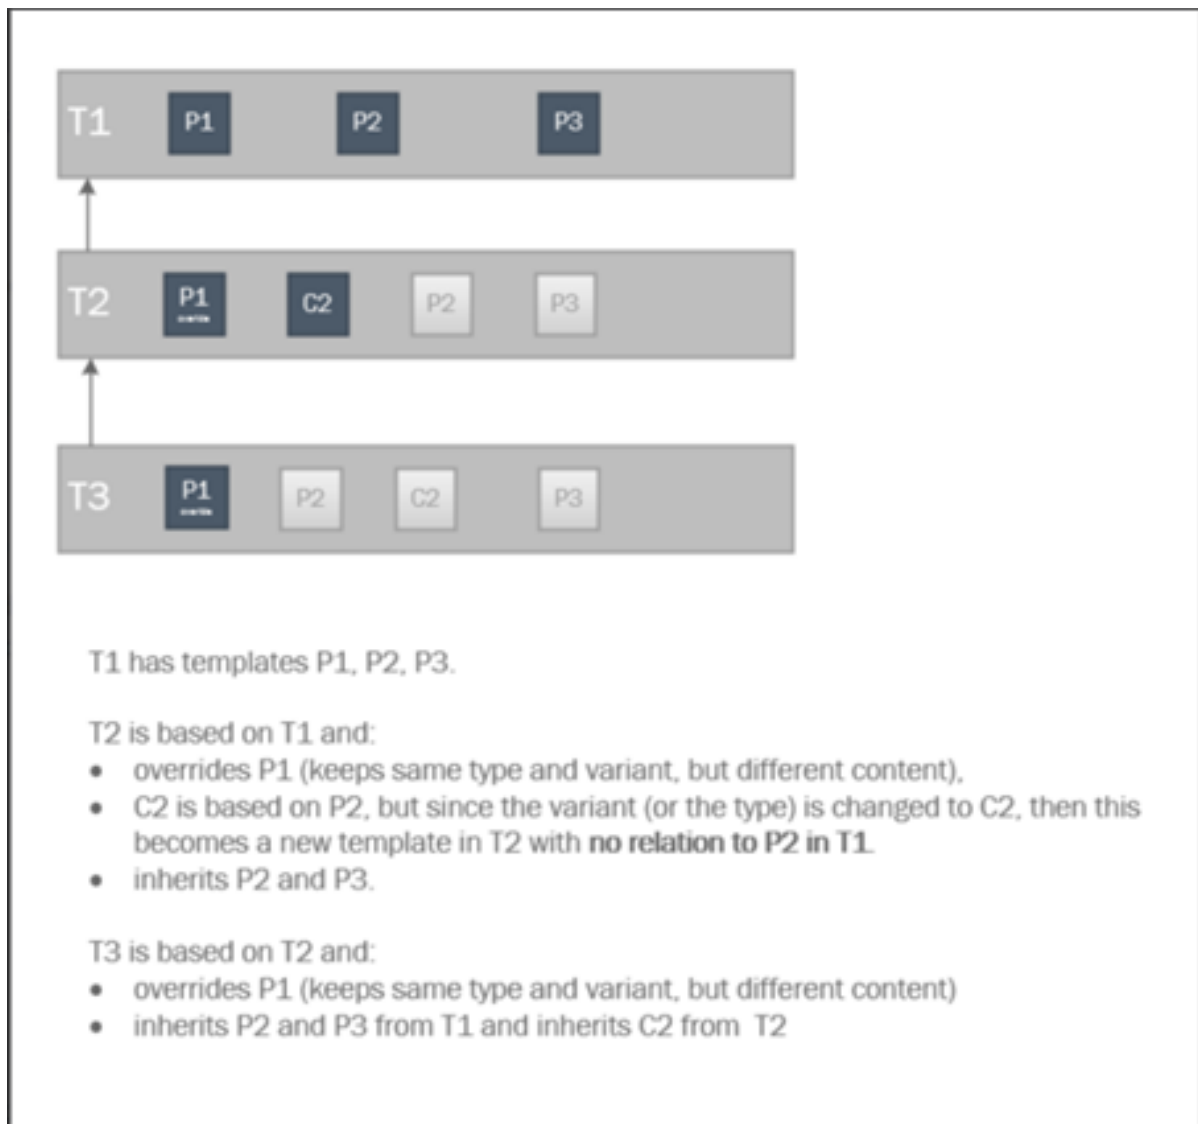 T1 P1 P2 P3
T2 P1 C2 P2 P3
override
T3 P1 P2 C2 P3
override
T1 has templates P1, P2, P3.
T2 is based on T1 and:
• overrides P1 (keeps same type and variant, but different content),
• C2 is based on P2, but since the variant (or the type) is changed to C2, then this
becomes a new template in T2 with no relation to P2 in T1.
• inherits P2 and P3.
T3 is based on T2 and:
• overrides P1 (keeps same type and variant, but different content)
• inherits P2 and P3 from T1 and inherits C2 from T2